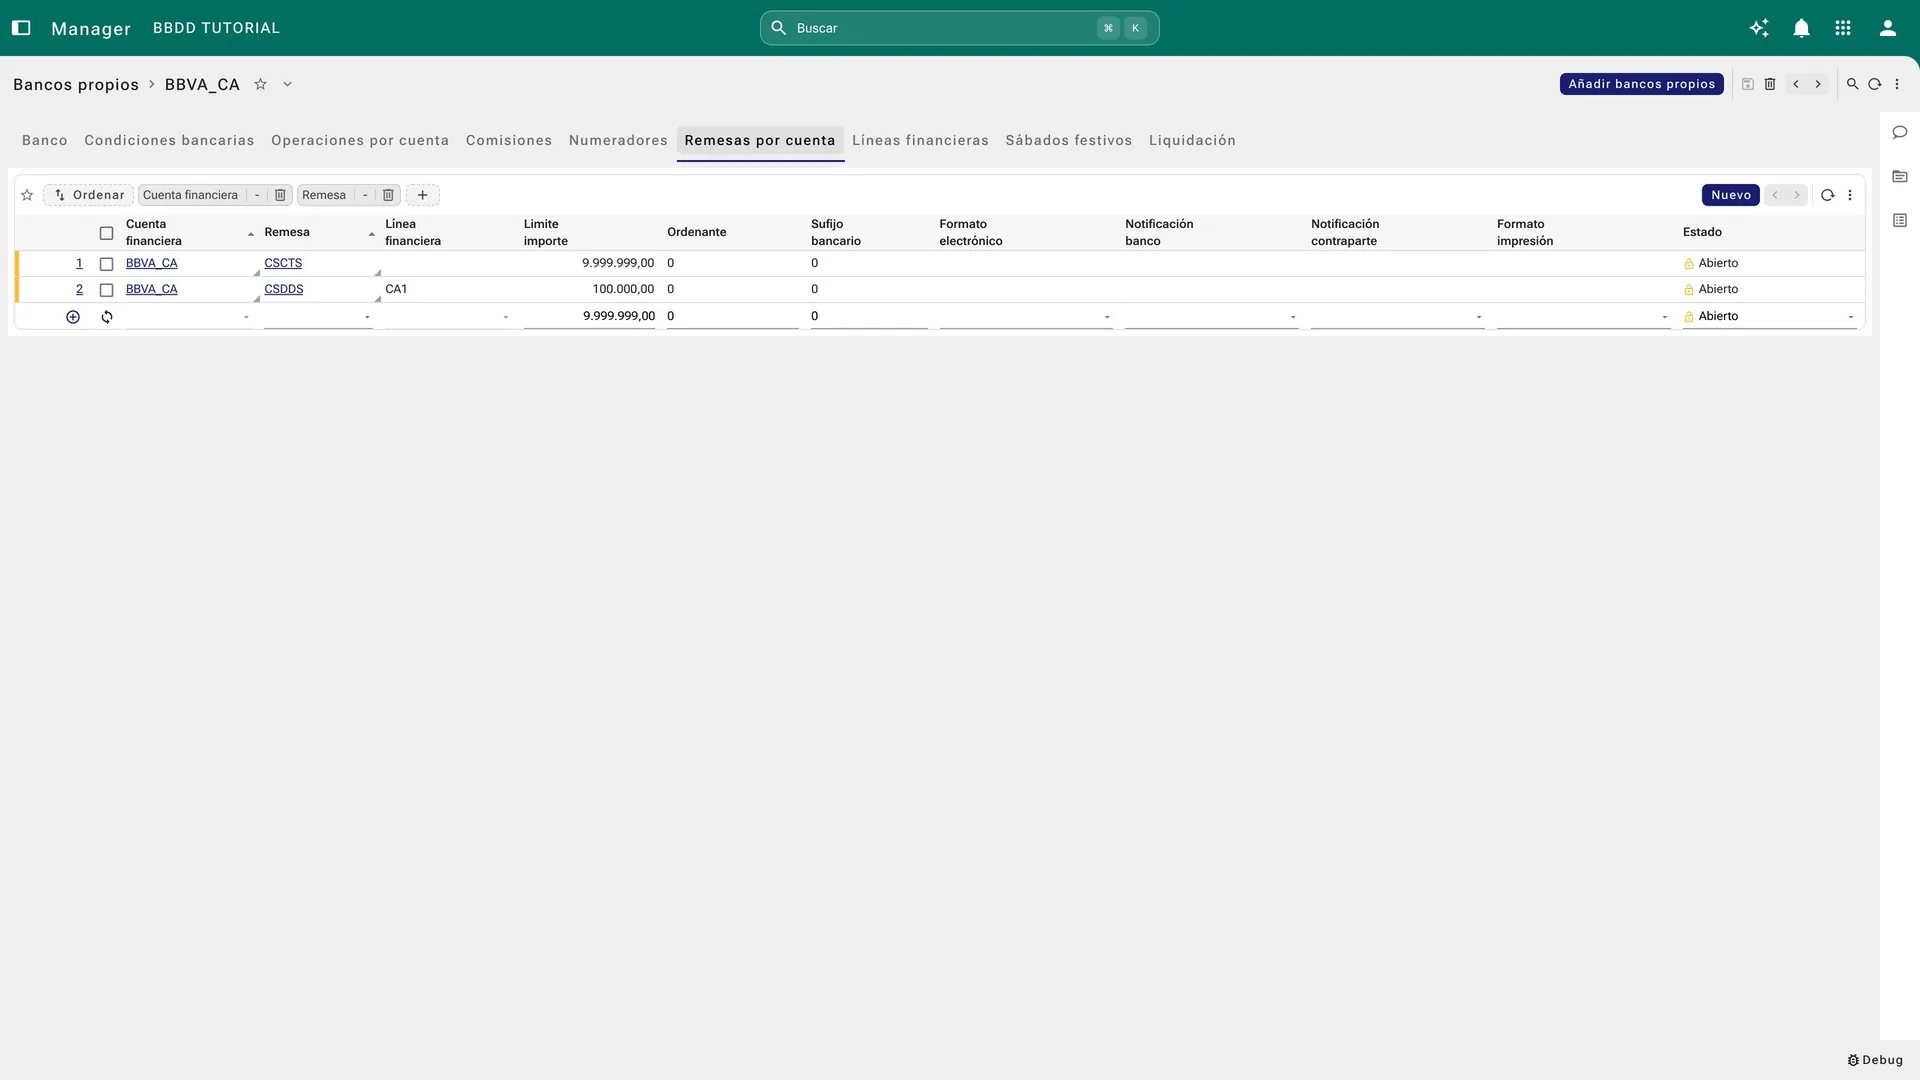 Manager BBDD TUTORIAL Buscar ⌘ K
Bancos propios > BBVA_CA Añadir bancos propios
Banco Condiciones bancarias Operaciones por cuenta Comisiones Numeradores Remesas por cuenta Líneas financieras Sábados festivos Liquidación
Ordenar Cuenta financiera - Remesa - + Nuevo
Cuenta financiera Remesa Línea financiera Limite importe Ordenante Sufijo bancario Formato electrónico Notificación banco Notificación contraparte Formato impresión Estado
1 BBVA_CA CSCTS 9.999.999,00 0 0 Abierto
2 BBVA_CA CSDDS CA1 100.000,00 0 0 Abierto
9.999.999,00 0 0 Abierto
Debug